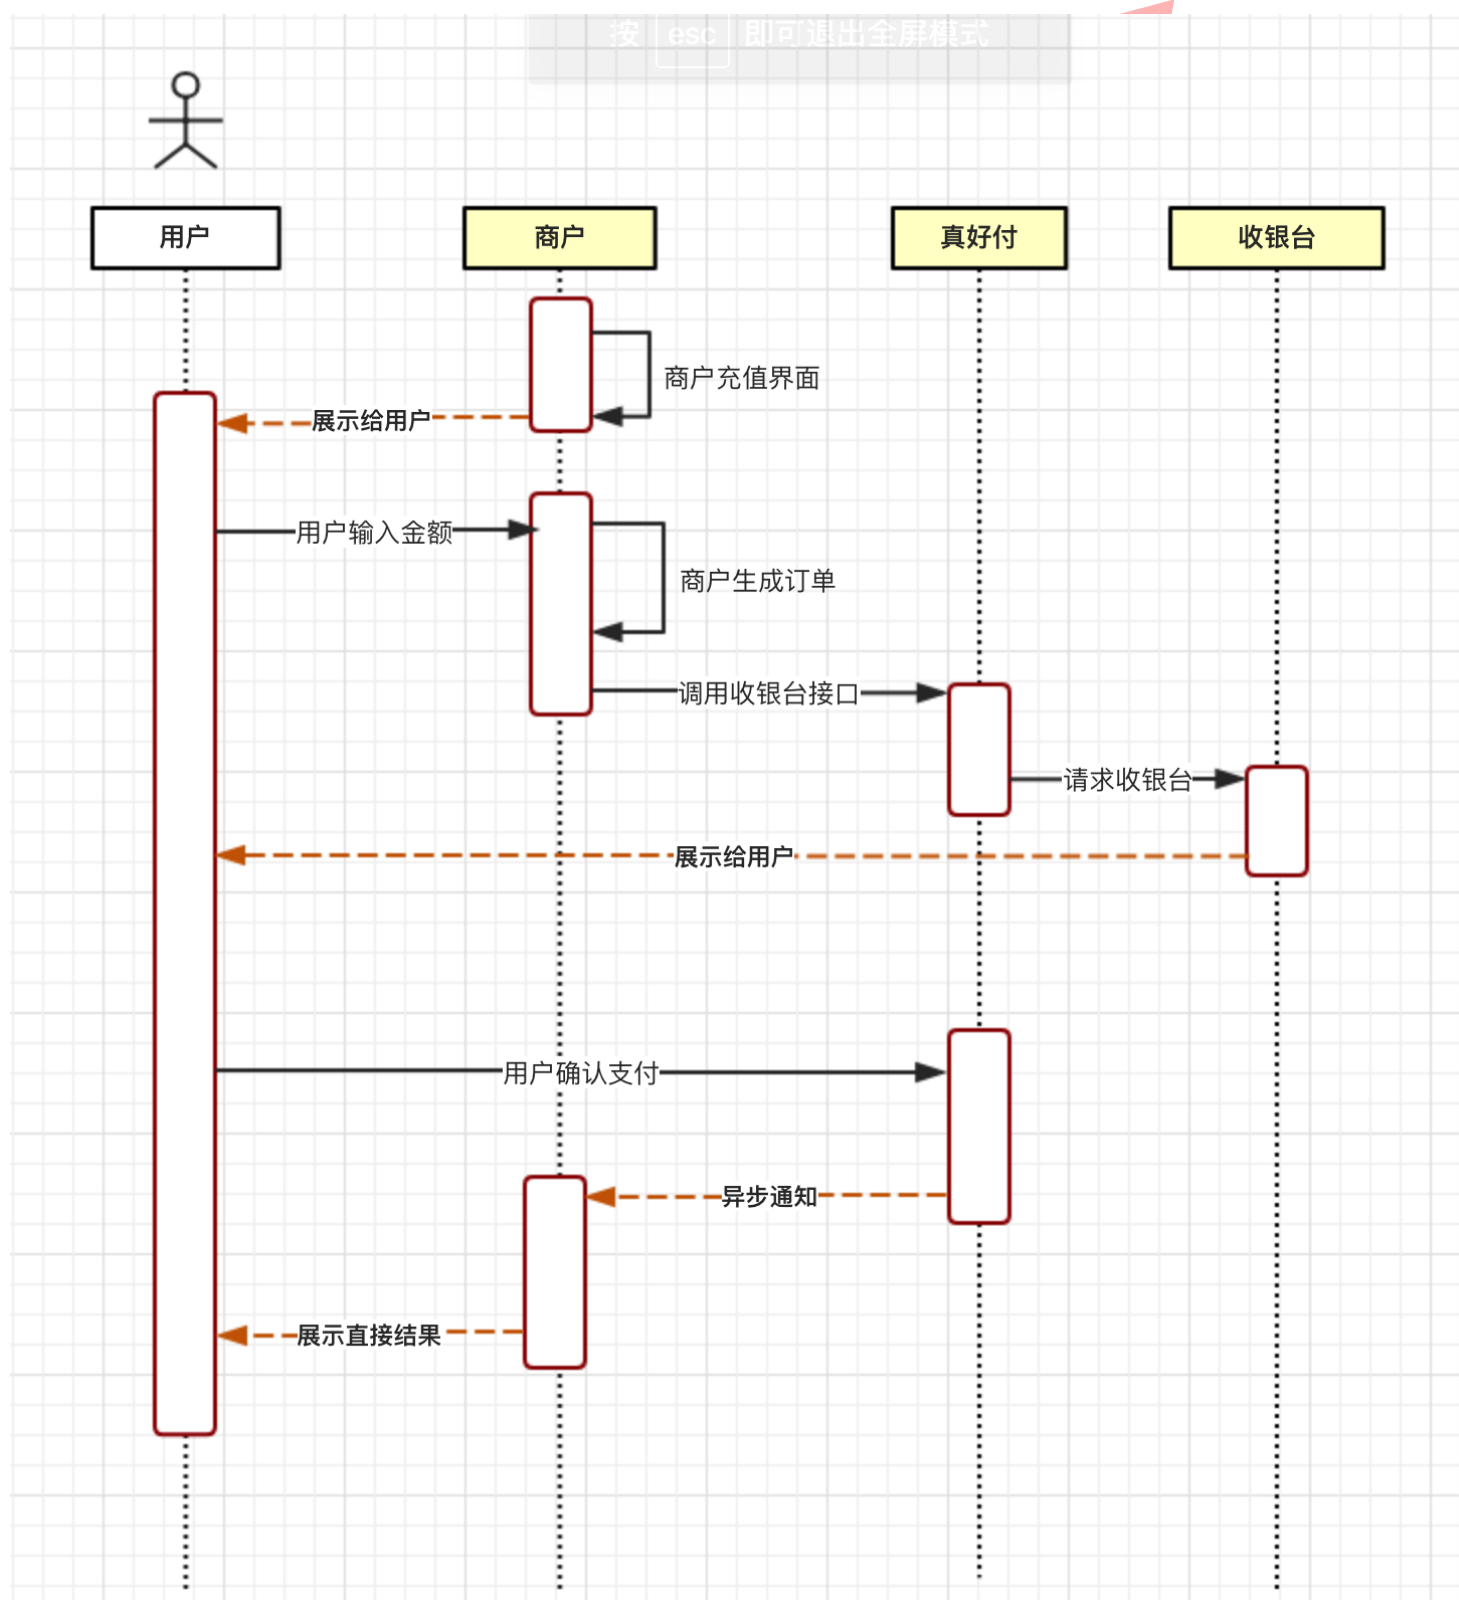 按 esc 即可退出全屏模式
用户
商户
真好付
收银台
商户充值界面
展示给用户
用户输入金额
商户生成订单
调用收银台接口
请求收银台
展示给用户
用户确认支付
异步通知
展示直接结果